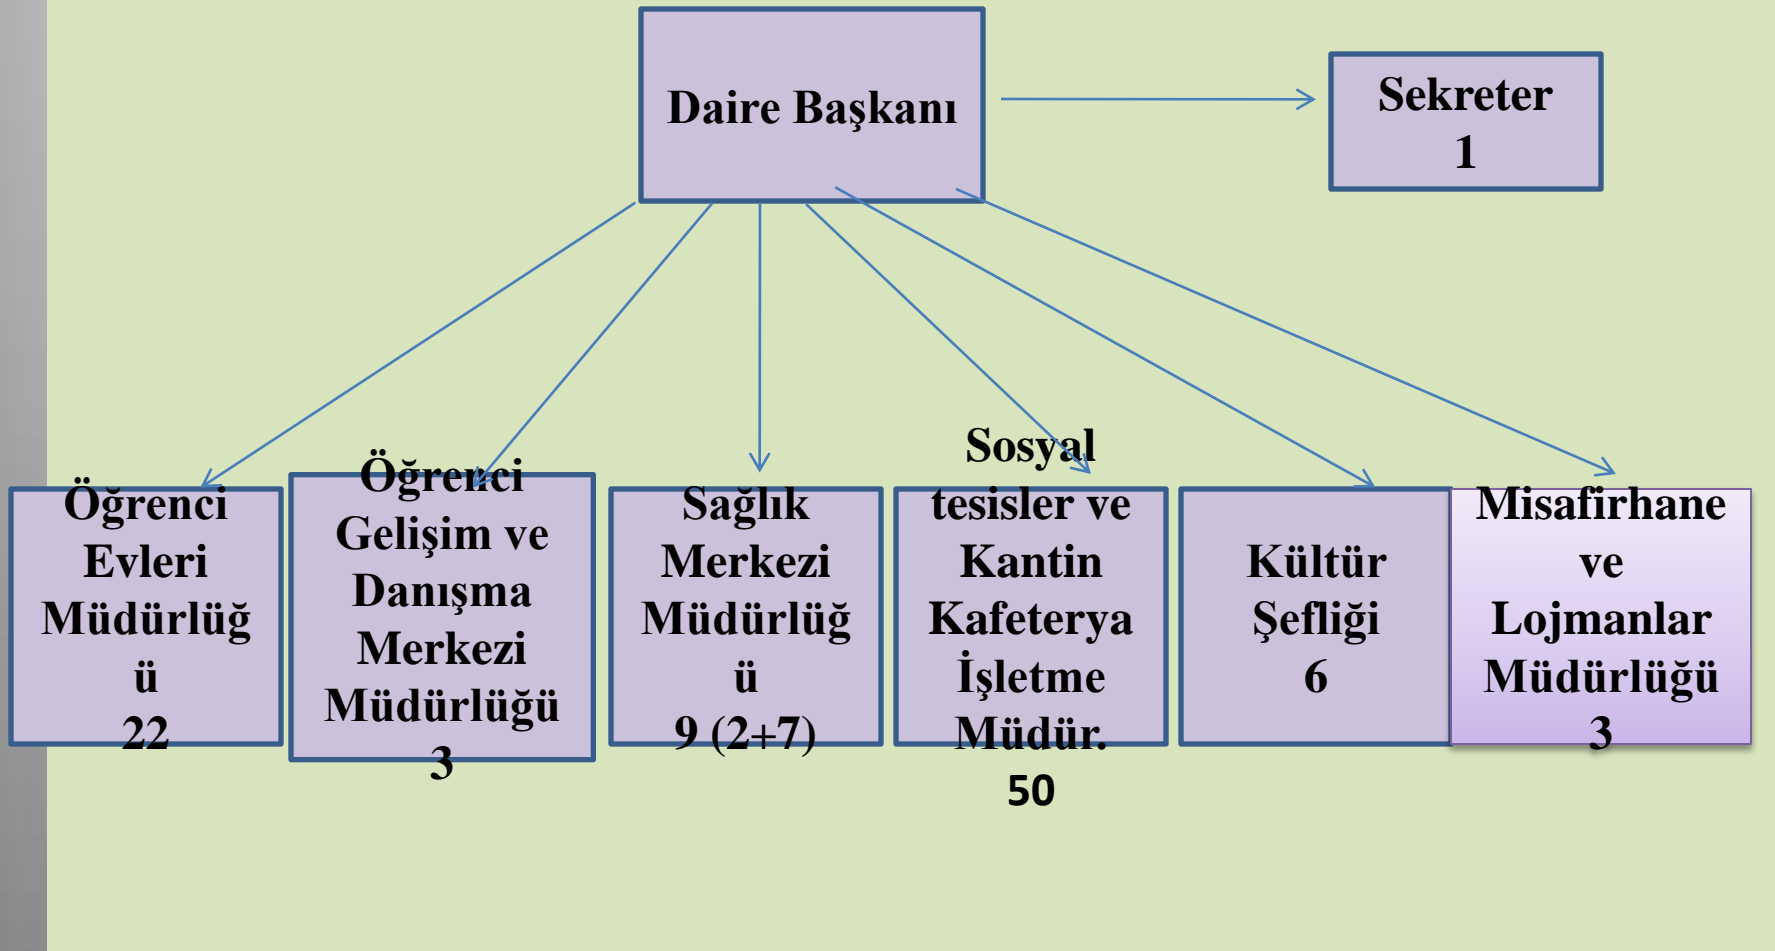 Daire Başkanı
Sekreter
1
Öğrenci
Evleri
Müdürlüğ
ü
22
Öğrenci
Gelişim ve
Danışma
Merkezi
Müdürlüğü
3
Sağlık
Merkezi
Müdürlüğ
ü
9 (2+7)
Sosyal
tesisler ve
Kantin
Kafeterya
İşletme
Müdür.
50
Kültür
Şefliği
6
Misafirhane
ve
Lojmanlar
Müdürlüğü
3